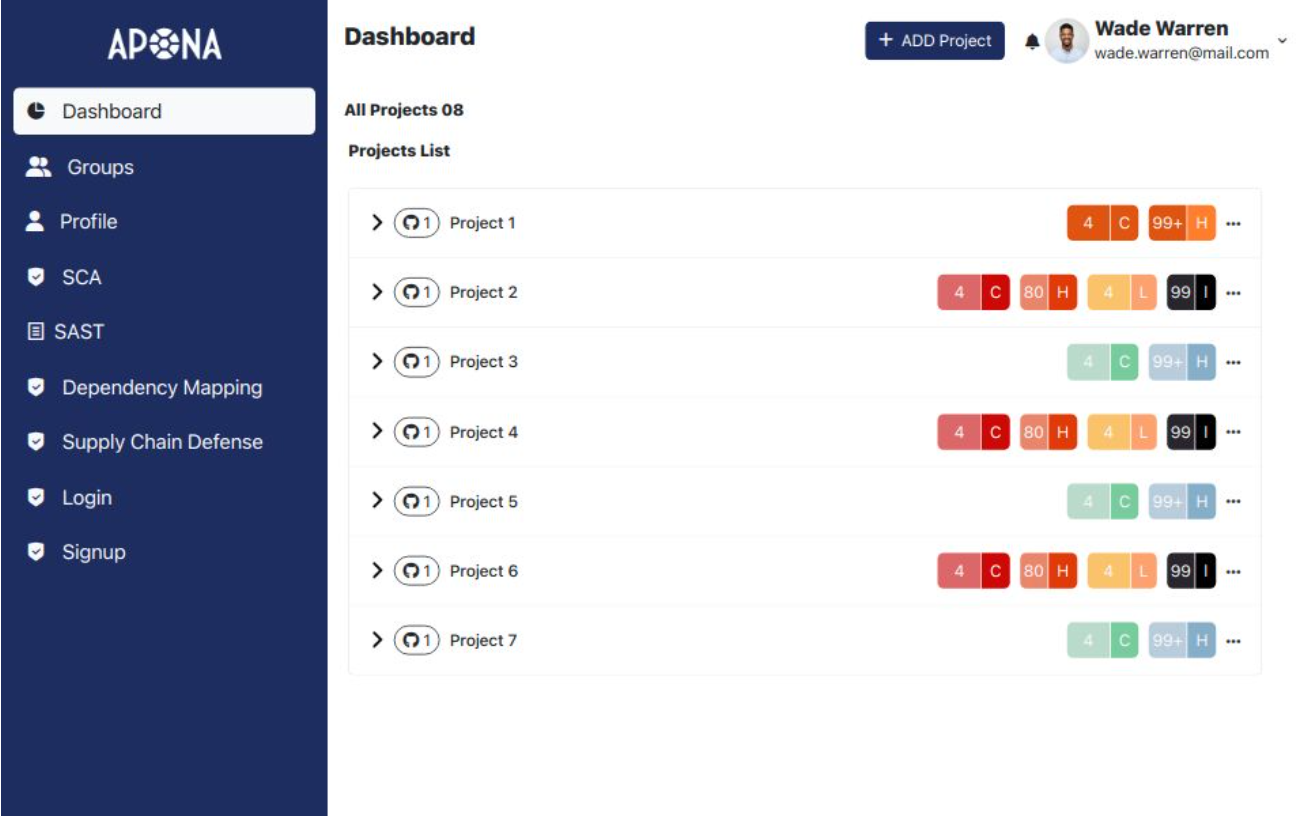 APONA
Dashboard
Groups
Profile
SCA
SAST
Dependency Mapping
Supply Chain Defense
Login
Signup
Dashboard
+ ADD Project
Wade Warren
wade.warren@mail.com
All Projects 08
Projects List
1 Project 1 4 C 99+ H
1 Project 2 4 C 80 H 4 L 99 I
1 Project 3 4 C 99+ H
1 Project 4 4 C 80 H 4 L 99 I
1 Project 5 4 C 99+ H
1 Project 6 4 C 80 H 4 L 99 I
1 Project 7 4 C 99+ H